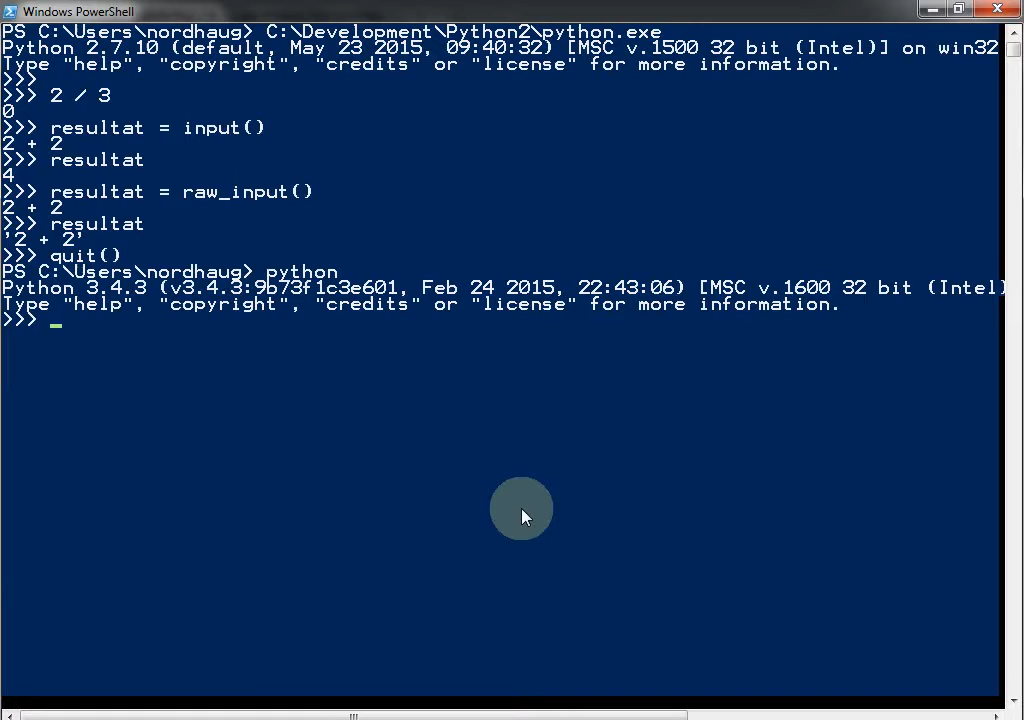 Windows PowerShell
PS C:\Users\nordhaug> C:\Development\Python2\python.exe
Python 2.7.10 (default, May 23 2015, 09:40:32) [MSC v.1500 32 bit (Intel)] on win32
Type "help", "copyright", "credits" or "license" for more information.
>>>
>>> 2 / 3
0
>>> resultat = input()
2 + 2
>>> resultat
4
>>> resultat = raw_input()
2 + 2
>>> resultat
'2 + 2'
>>> quit()
PS C:\Users\nordhaug> python
Python 3.4.3 (v3.4.3:9b73f1c3e601, Feb 24 2015, 22:43:06) [MSC v.1600 32 bit (Intel)
Type "help", "copyright", "credits" or "license" for more information.
>>> _